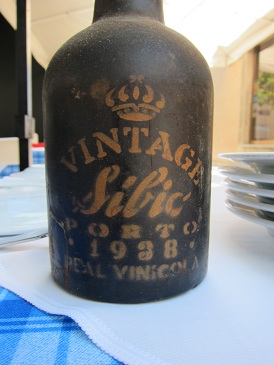 VINTAGE
Sibio
PORTO
· 1938 ·
REAL VINICOLA